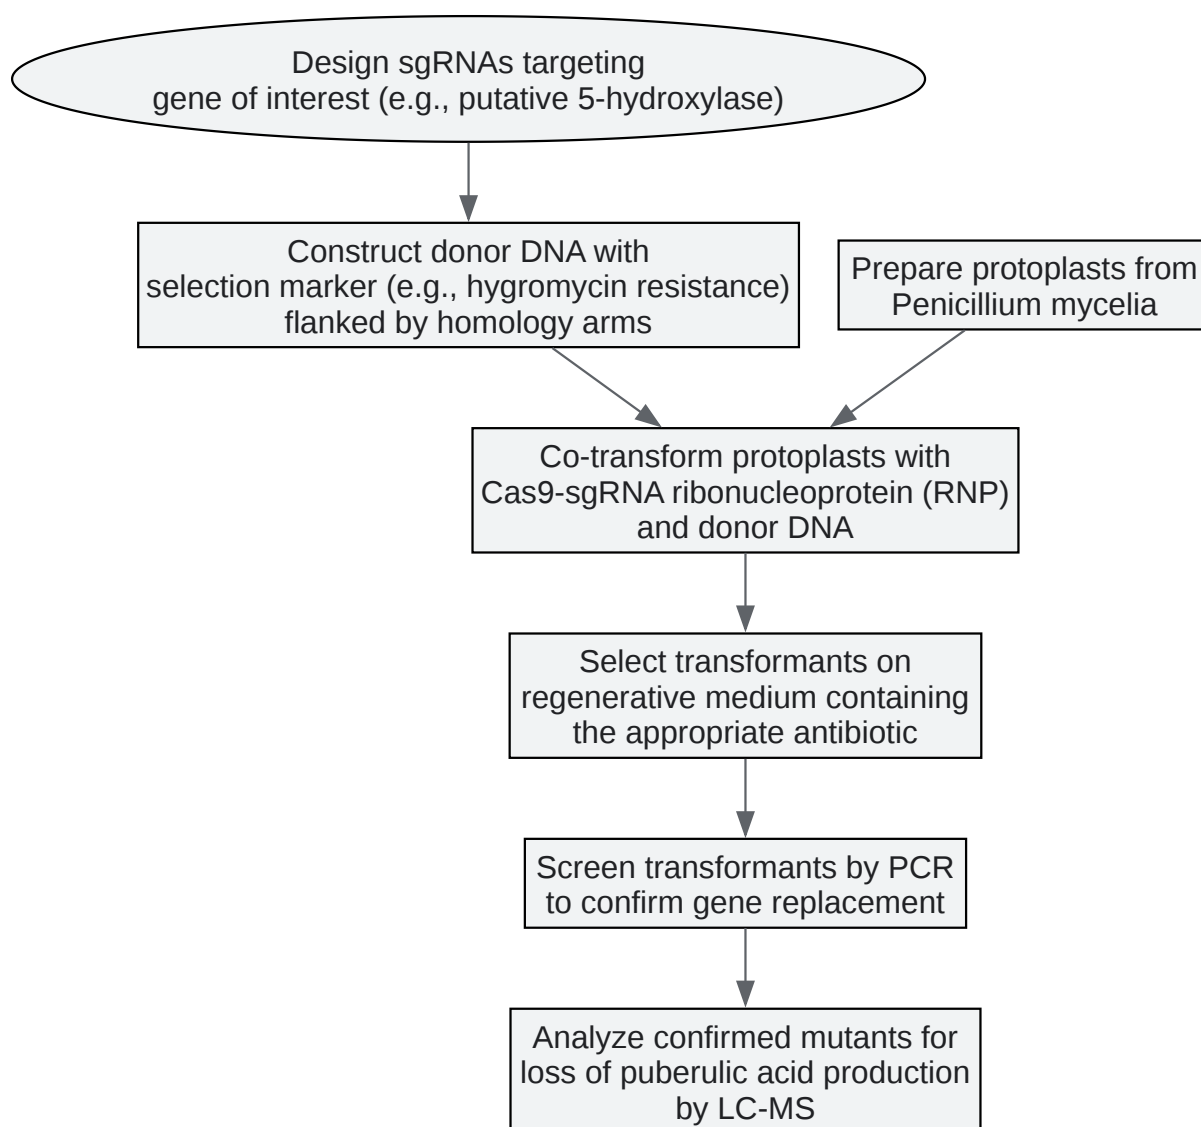 Design sgRNAs targeting
gene of interest (e.g., putative 5-hydroxylase)
Construct donor DNA with
selection marker (e.g., hygromycin resistance)
flanked by homology arms
Prepare protoplasts from
Penicillium mycelia
Co-transform protoplasts with
Cas9-sgRNA ribonucleoprotein (RNP)
and donor DNA
Select transformants on
regenerative medium containing
the appropriate antibiotic
Screen transformants by PCR
to confirm gene replacement
Analyze confirmed mutants for
loss of puberulic acid production
by LC-MS